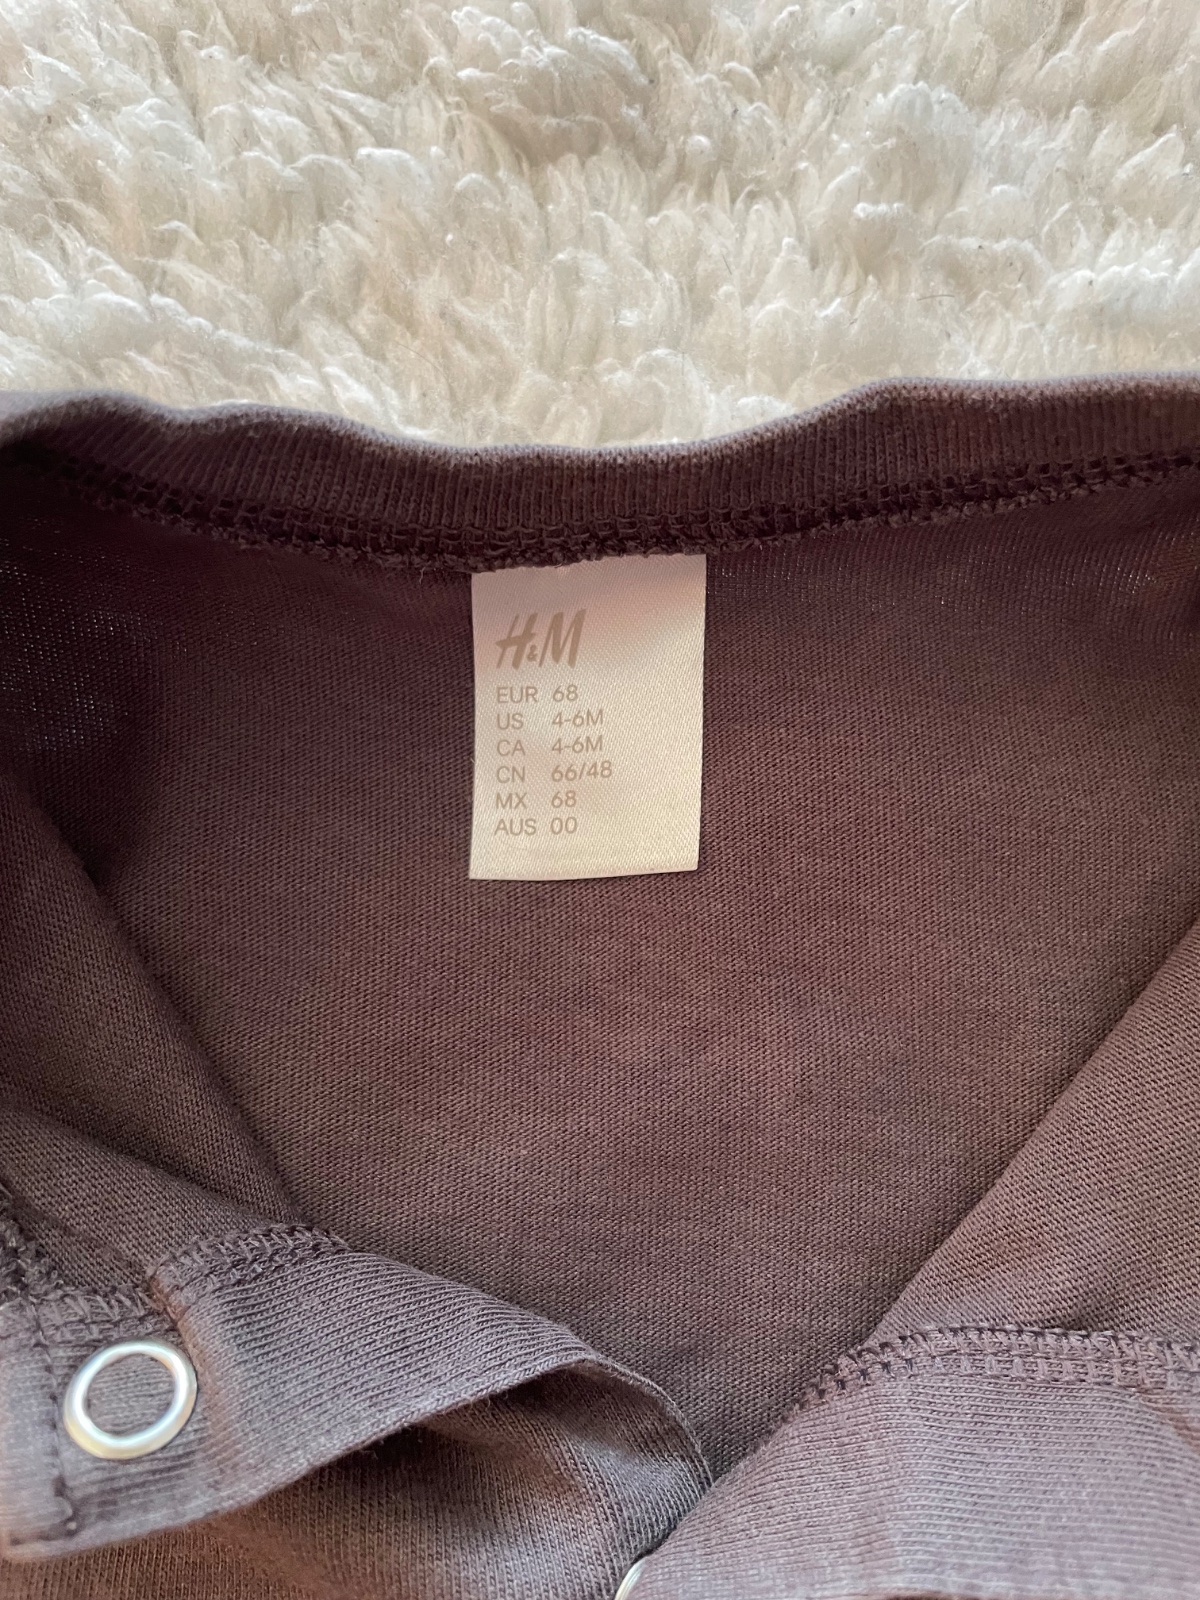 H&M
EUR 68
US 4-6M
CA 4-6M
CN 66/48
MX 68
AUS 00